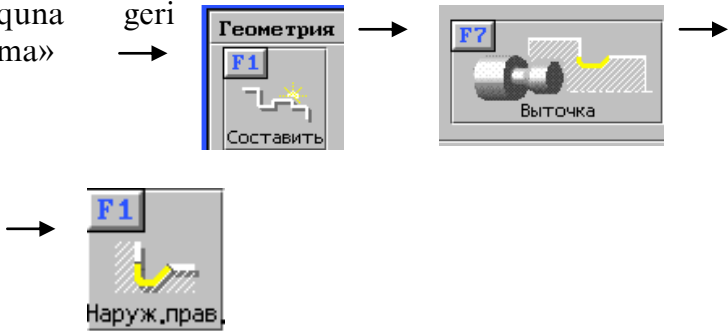 quna geri
ma»
Геометрия
F1
Составить
F7
Выточка
F1
Наруж.прав.